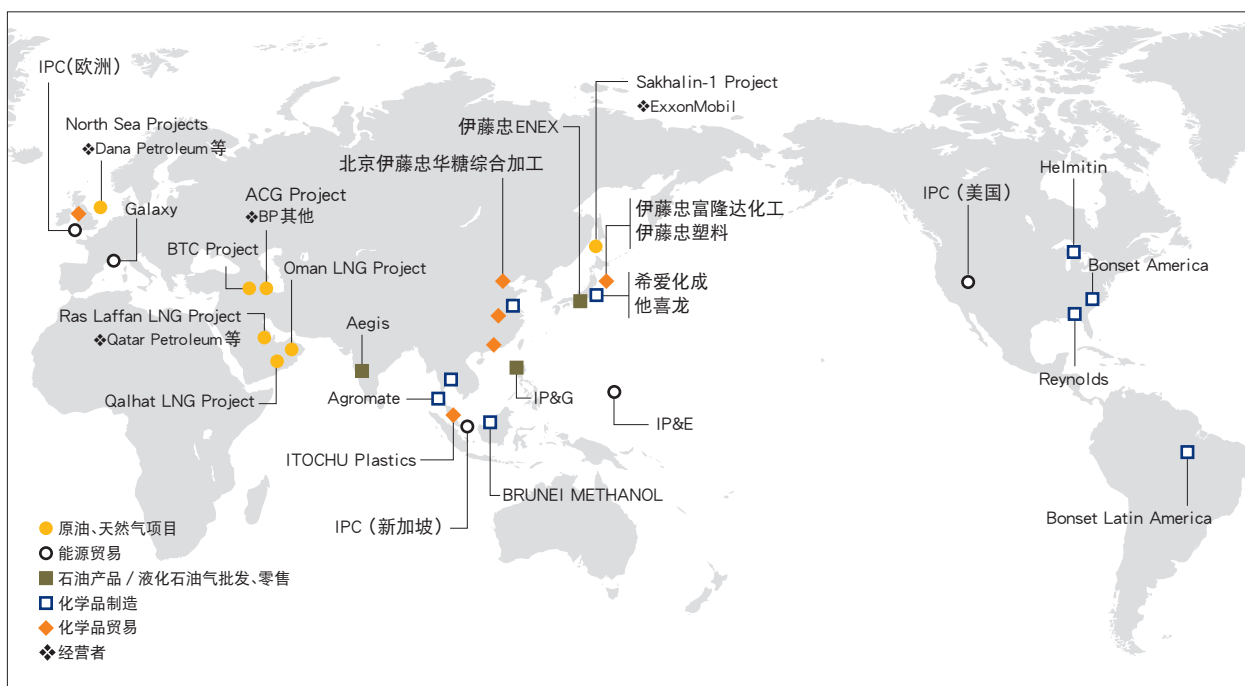 IPC（欧洲）
North Sea Projects
❖Dana Petroleum等
Galaxy
ACG Project
❖BP其他
BTC Project
Oman LNG Project
Ras Laffan LNG Project
❖Qatar Petroleum等
Qalhat LNG Project
Aegis
Agromate
ITOCHU Plastics
IPC（新加坡）
BRUNEI METHANOL
IP&G
IP&E
北京伊藤忠华糖综合加工
伊藤忠ENEX
Sakhalin-1 Project
❖ExxonMobil
伊藤忠富隆达化工
伊藤忠塑料
希爱化成
他喜龙
IPC（美国）
Helmitin
Bonset America
Reynolds
Bonset Latin America
原油、天然气项目
能源贸易
石油产品 / 液化石油气批发、零售
化学品制造
化学品贸易
❖经营者